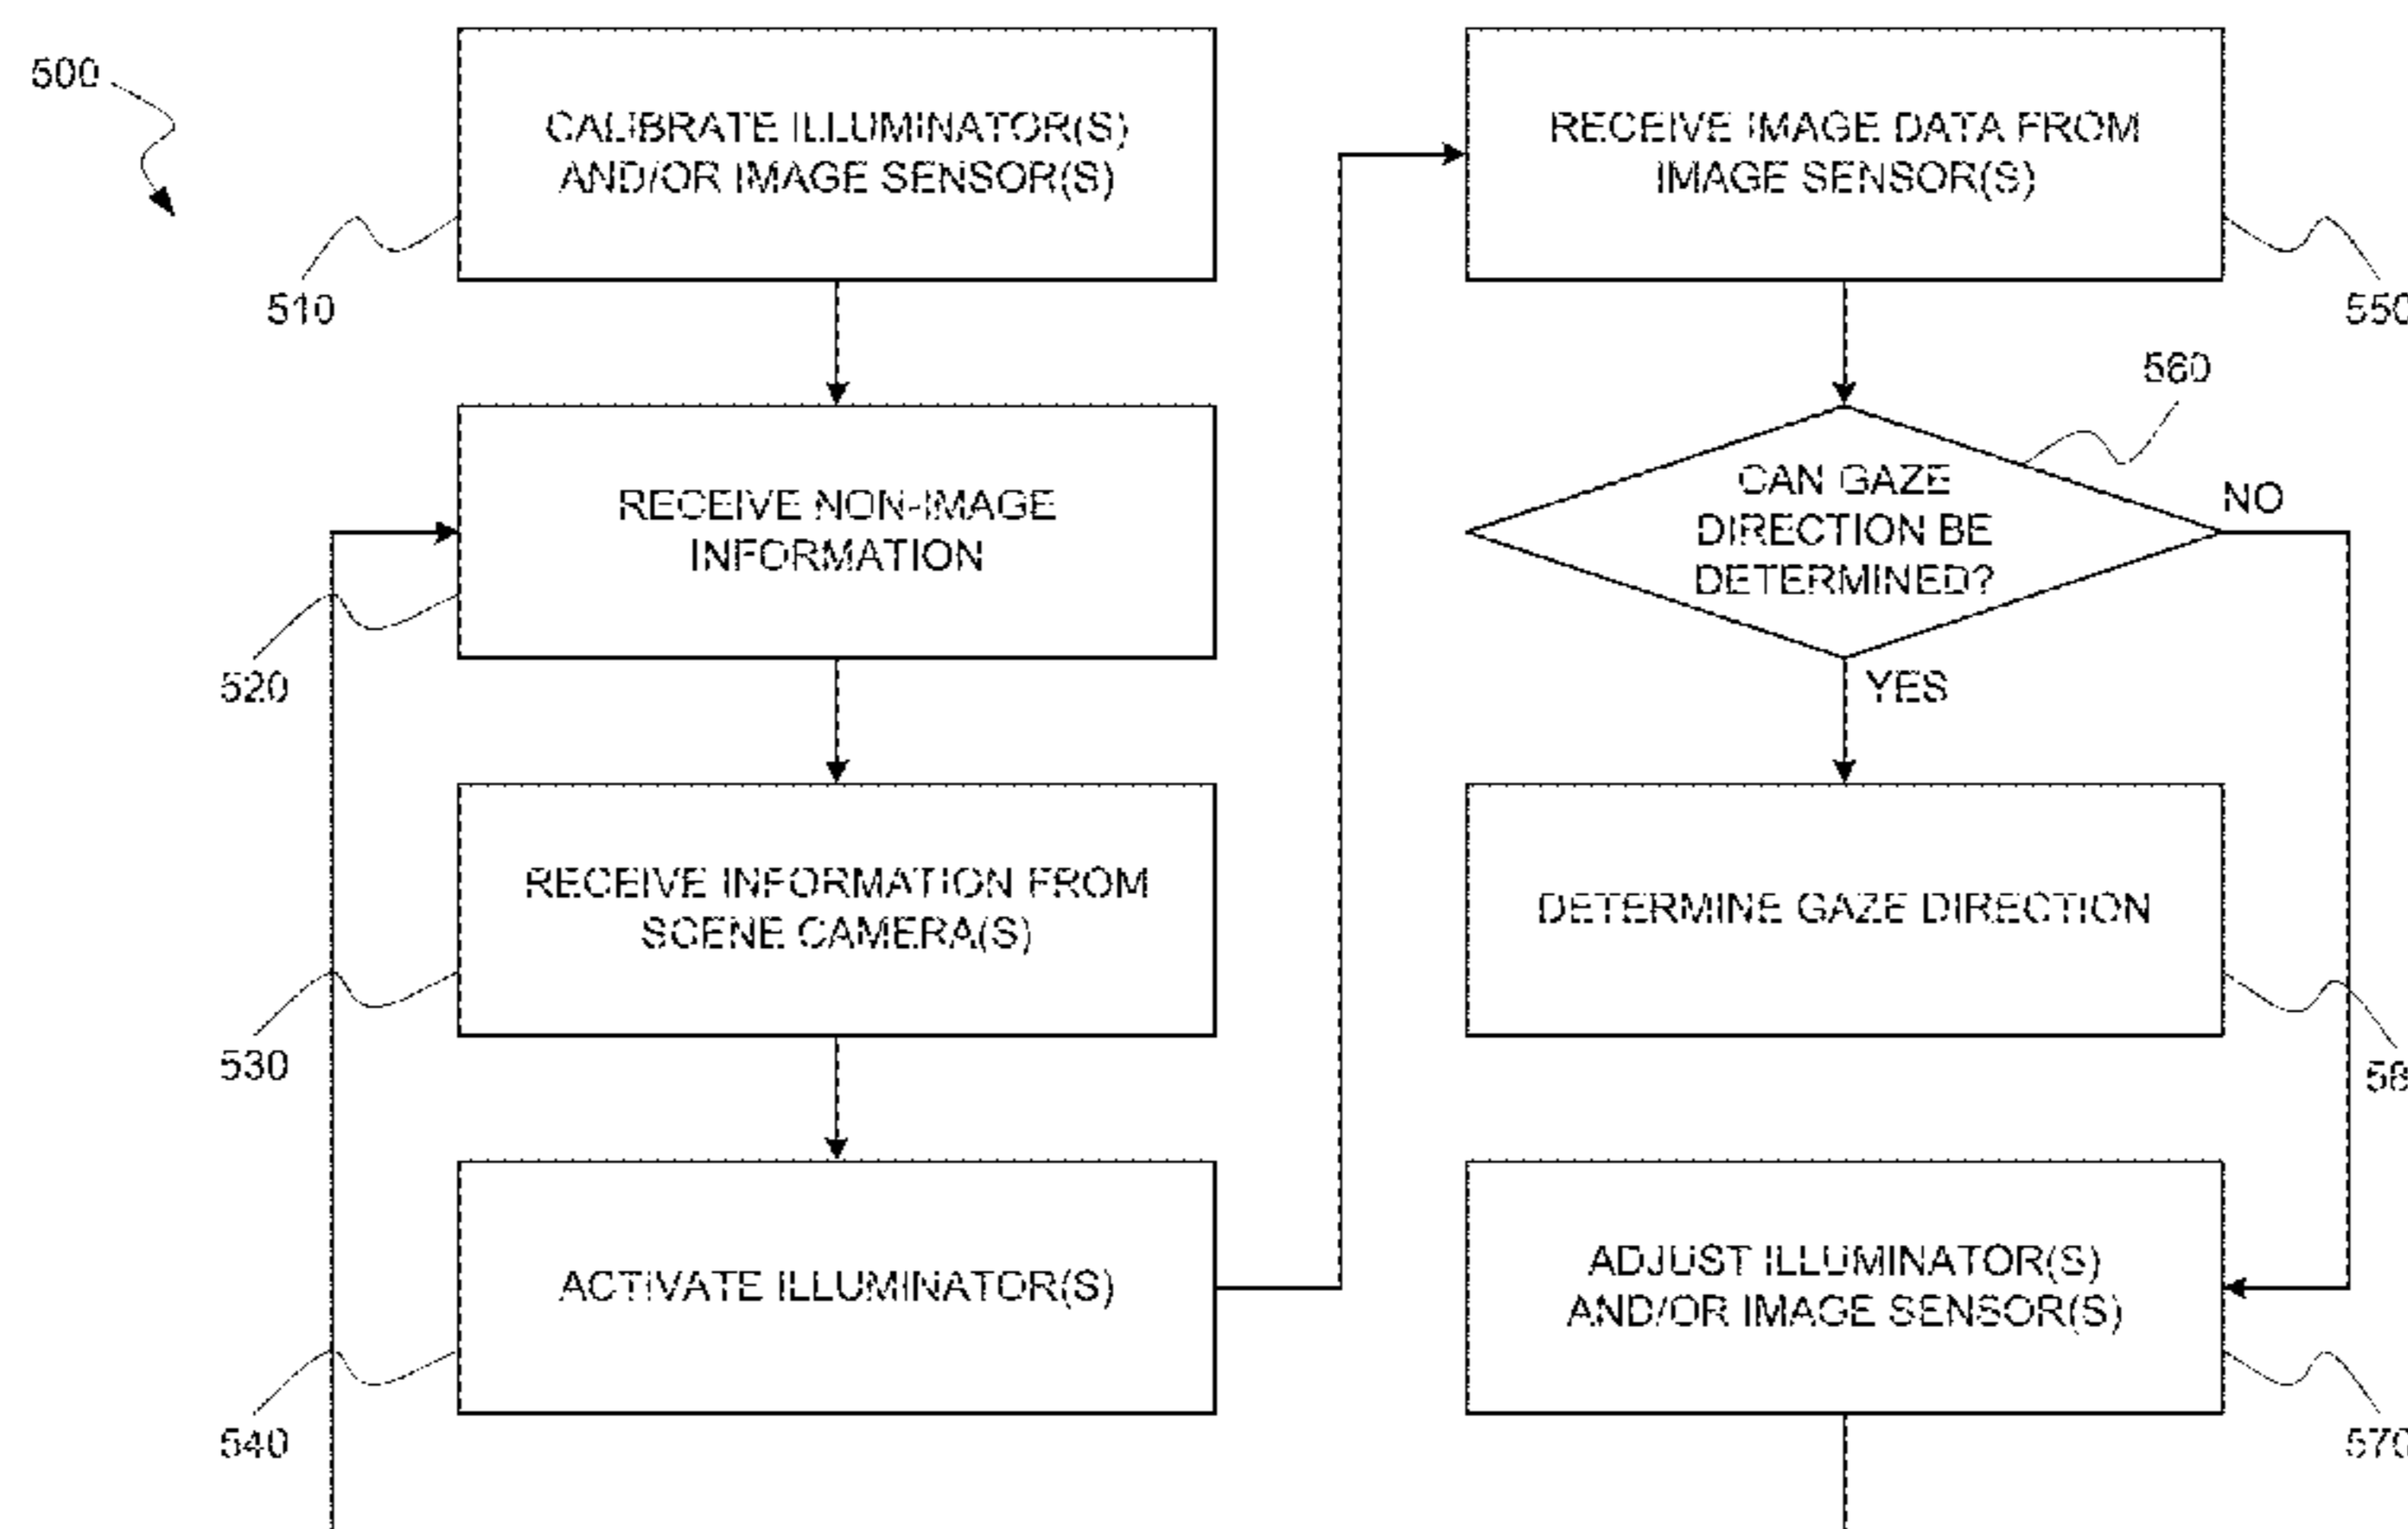 500
CALIBRATE ILLUMINATOR(S)
AND/OR IMAGE SENSOR(S)
510
RECEIVE NON-IMAGE
INFORMATION
520
RECEIVE INFORMATION FROM
SCENE CAMERA(S)
530
ACTIVATE ILLUMINATOR(S)
540
RECEIVE IMAGE DATA FROM
IMAGE SENSOR(S)
550
560
CAN GAZE
DIRECTION BE
DETERMINED?
NO
YES
DETERMINE GAZE DIRECTION
58
ADJUST ILLUMINATOR(S)
AND/OR IMAGE SENSOR(S)
570